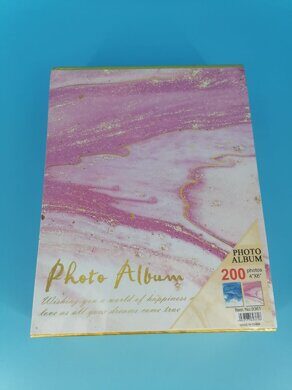 Photo Album
Wishing you a world of happiness
love as all your dreams come true
PHOTO
ALBUM
200 photos
4"X6"